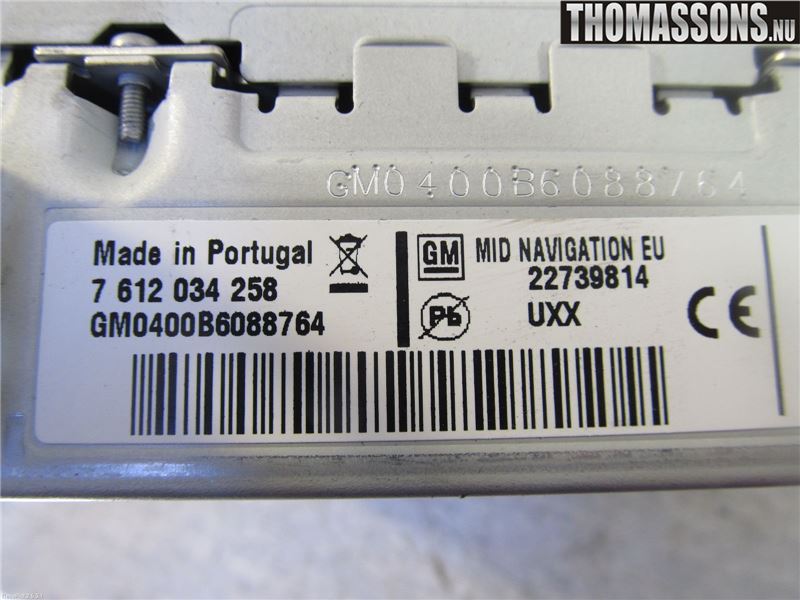 THOMASSONS.NU
GM0400B6088764
Made in Portugal
7 612 034 258
GM0400B6088764
GM MID NAVIGATION EU
22739814
Pb UXX
CE